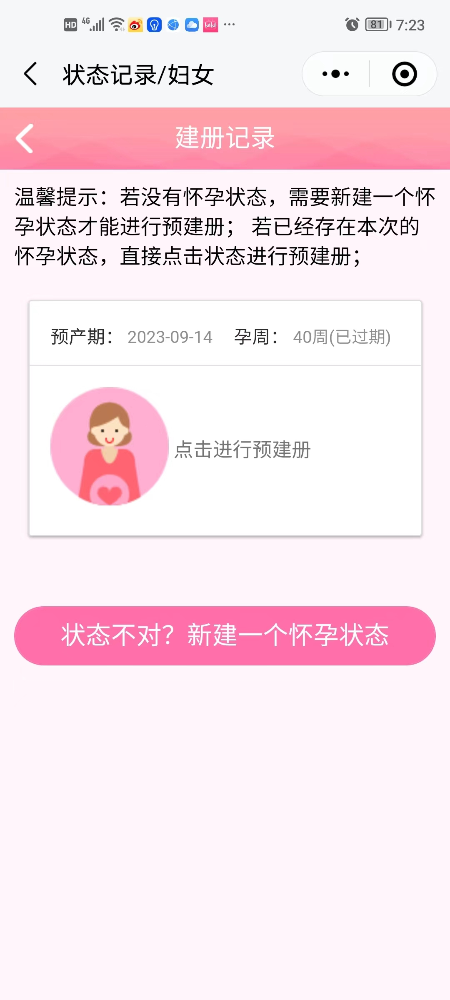 HD 4G bilibili ··· 81 7:23
状态记录/妇女
建册记录
温馨提示：若没有怀孕状态，需要新建一个怀
孕状态才能进行预建册； 若已经存在本次的
怀孕状态，直接点击状态进行预建册；
预产期： 2023-09-14 孕周： 40周(已过期)
点击进行预建册
状态不对？新建一个怀孕状态